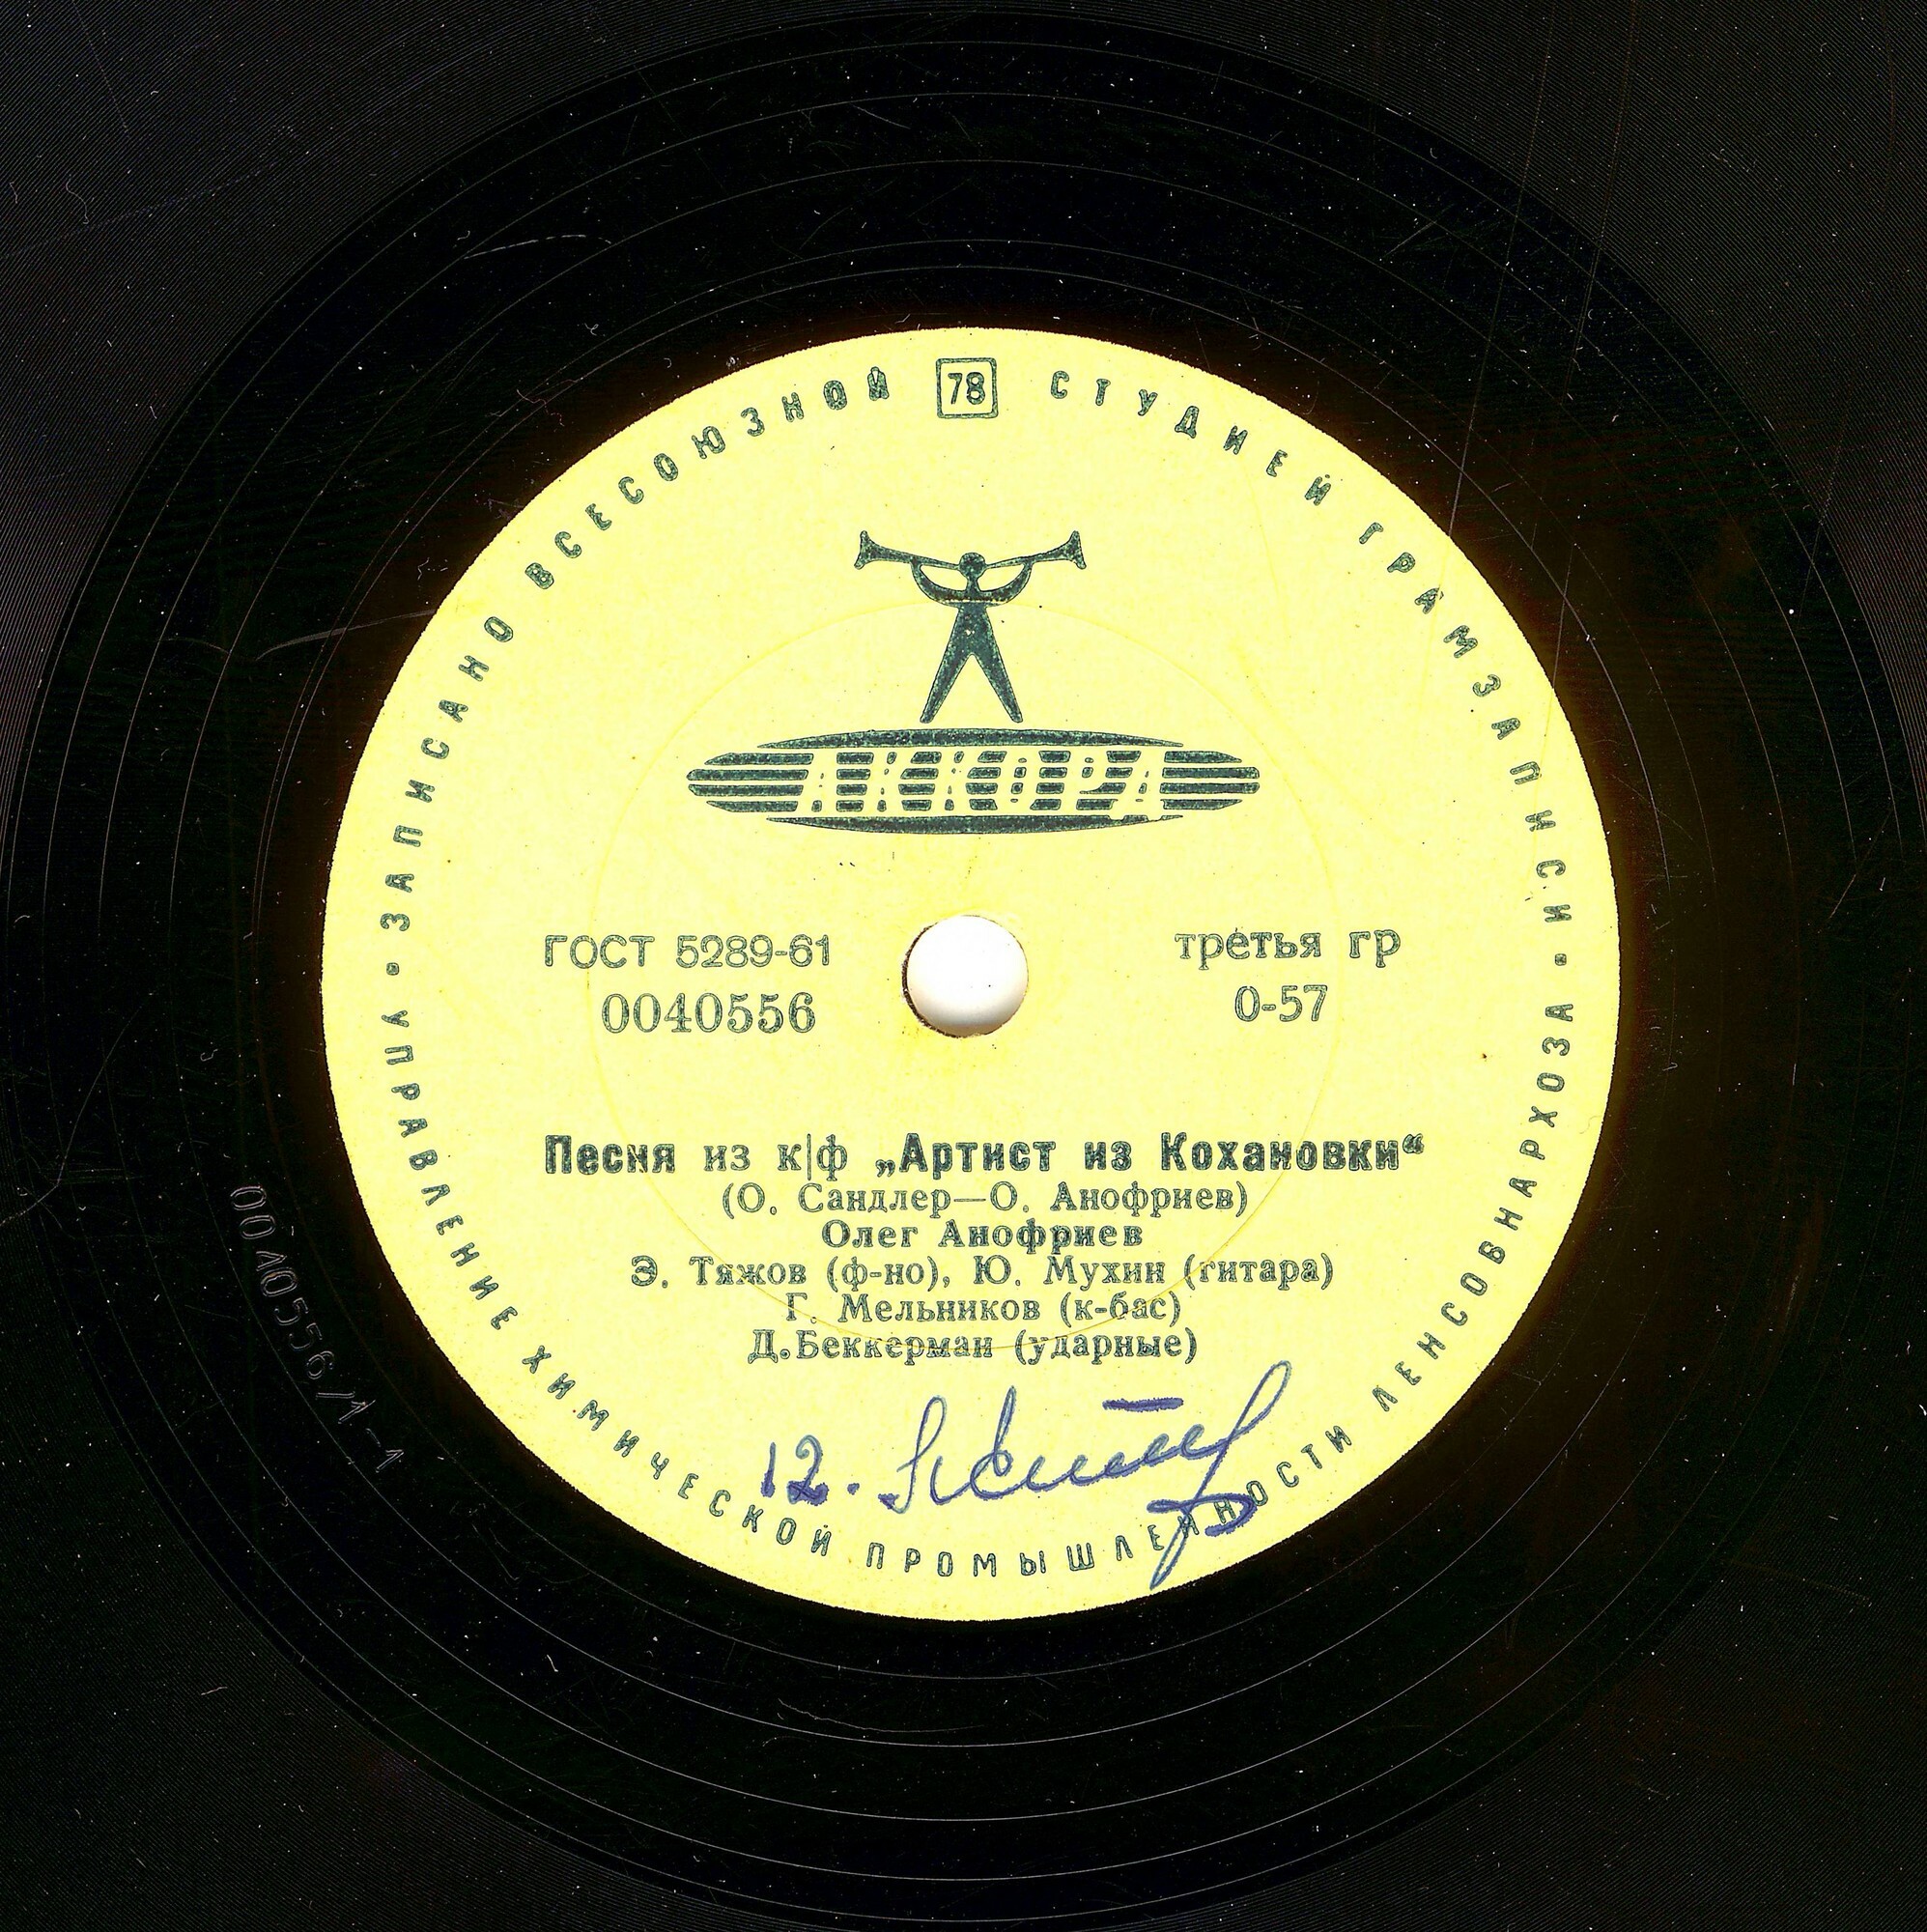 ЗАПИСАНО ВСЕСОЮЗНОЙ 78 СТУДИЕЙ ГРАМЗАПИСИ •
АККОРД
ГОСТ 5289-61
0040556
третья гр
0-57
Песня из к|ф „Артист из Кохановки“
(О. Сандлер—О. Анофриев)
Олег Анофриев
Э. Тяжов (ф-но), Ю. Мухин (гитара)
Г. Мельников (к-бас)
Д.Беккерман (ударные)
12.
• УПРАВЛЕНИЕ ХИМИЧЕСКОЙ ПРОМЫШЛЕННОСТИ ЛЕНСОВНАРХОЗА
0040556/1-1